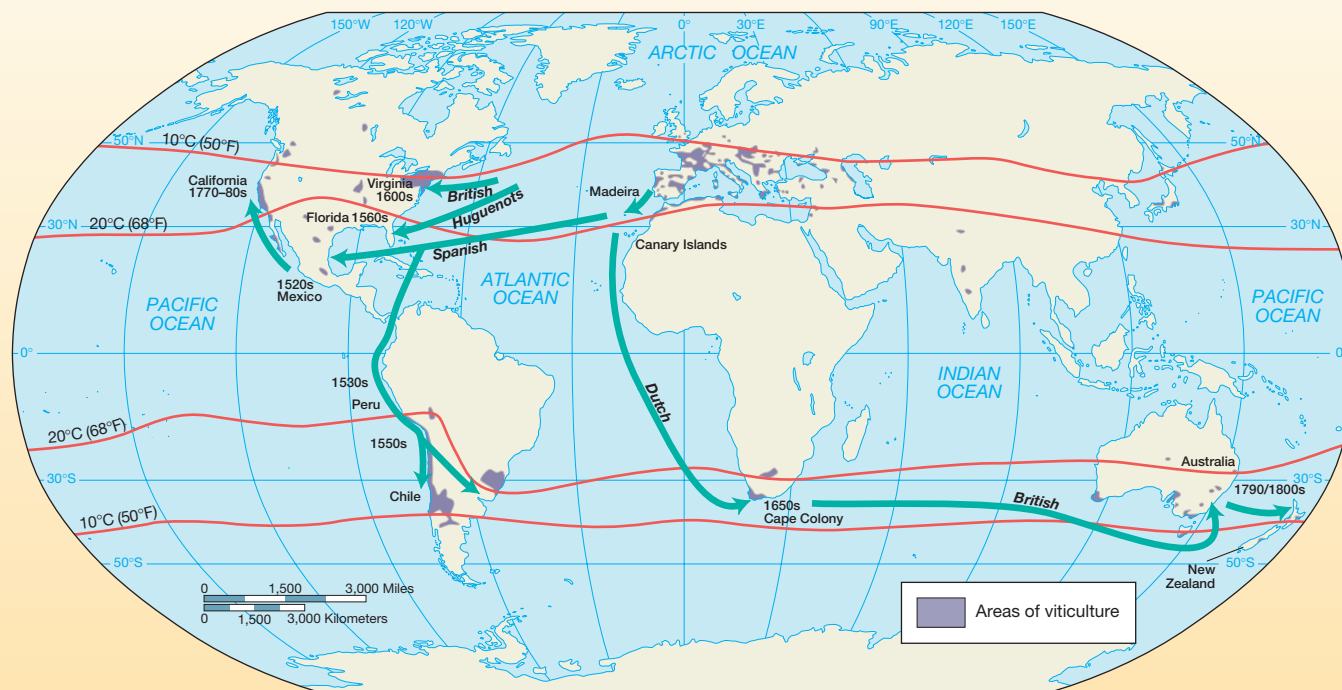 150°W
120°W
0°
30°E
90°E
120°E
150°E
ARCTIC OCEAN
50°N
10°C (50°F)
50°N
California
1770–80s
Virginia
1600s
British
Huguenots
Madeira
20°C (68°F)
30°N
Florida 1560s
30°N
Spanish
Canary Islands
1520s
Mexico
ATLANTIC
OCEAN
PACIFIC
OCEAN
PACIFIC
OCEAN
0°
0°
INDIAN
OCEAN
1530s
Peru
Dutch
20°C (68°F)
1550s
Australia
30°S
30°S
Chile
1790/1800s
10°C (50°F)
1650s
Cape Colony
British
50°S
50°S
New
Zealand
0 1,500 3,000 Miles
0 1,500 3,000 Kilometers
Areas of viticulture